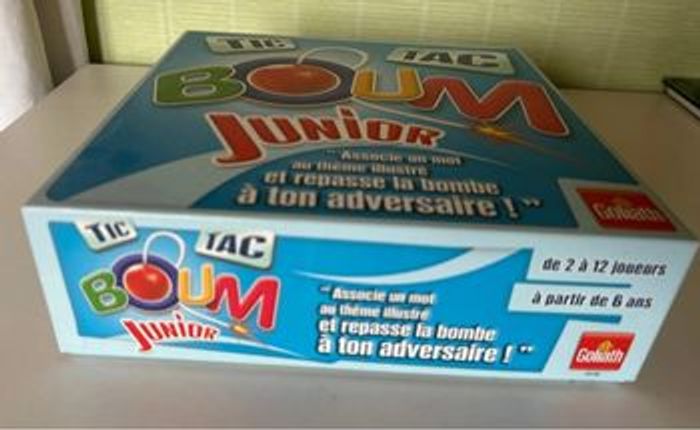 TIC TAC
BOUM
JUNIOR
"Associe un mot
au thème illustré
et repasse la bombe
à ton adversaire !"
Goliath
TIC TAC
BOUM
JUNIOR
"Associe un mot
au thème illustré
et repasse la bombe
à ton adversaire !"
de 2 à 12 joueurs
à partir de 6 ans
Goliath